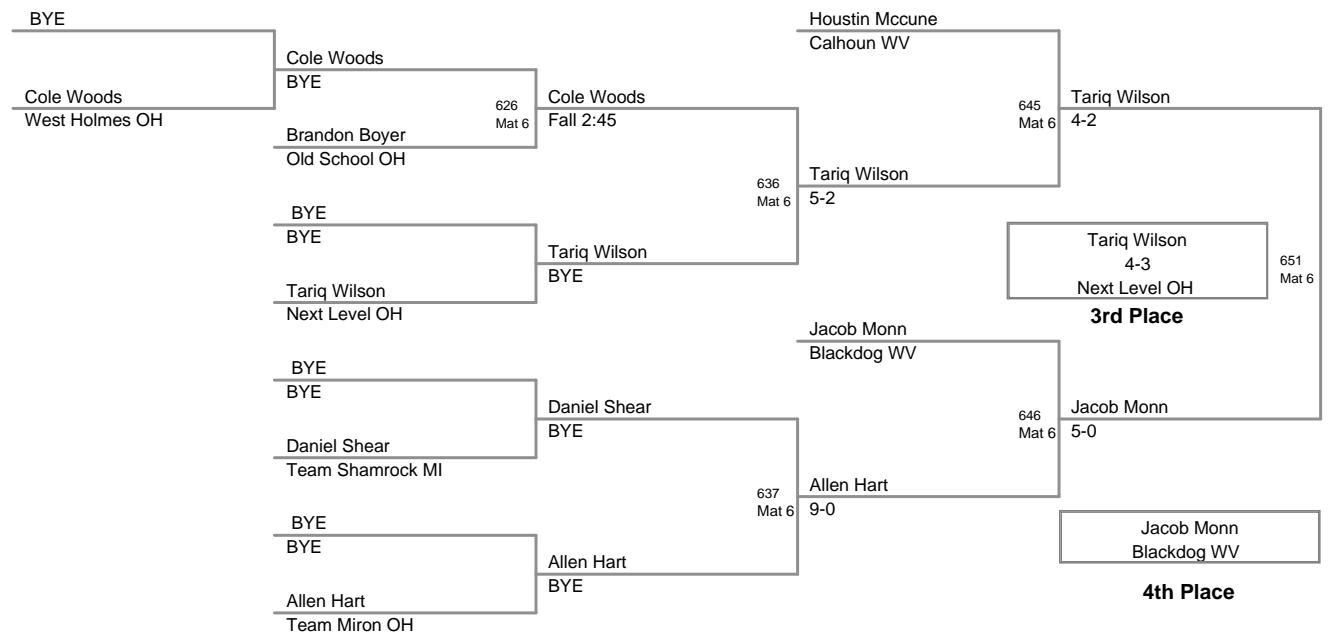 BYE
Cole Woods
West Holmes OH
Cole Woods
BYE
Brandon Boyer
Old School OH
BYE
BYE
Tariq Wilson
Next Level OH
BYE
BYE
Daniel Shear
Team Shamrock MI
BYE
BYE
Allen Hart
Team Miron OH
626
Mat 6
Cole Woods
Fall 2:45
Tariq Wilson
BYE
Daniel Shear
BYE
Allen Hart
BYE
636
Mat 6
637
Mat 6
Houstin Mccune
Calhoun WV
Tariq Wilson
5-2
Jacob Monn
Blackdog WV
Allen Hart
9-0
645
Mat 6
646
Mat 6
Tariq Wilson
4-2
Jacob Monn
5-0
651
Mat 6
Tariq Wilson
4-3
Next Level OH
3rd Place
Jacob Monn
Blackdog WV
4th Place